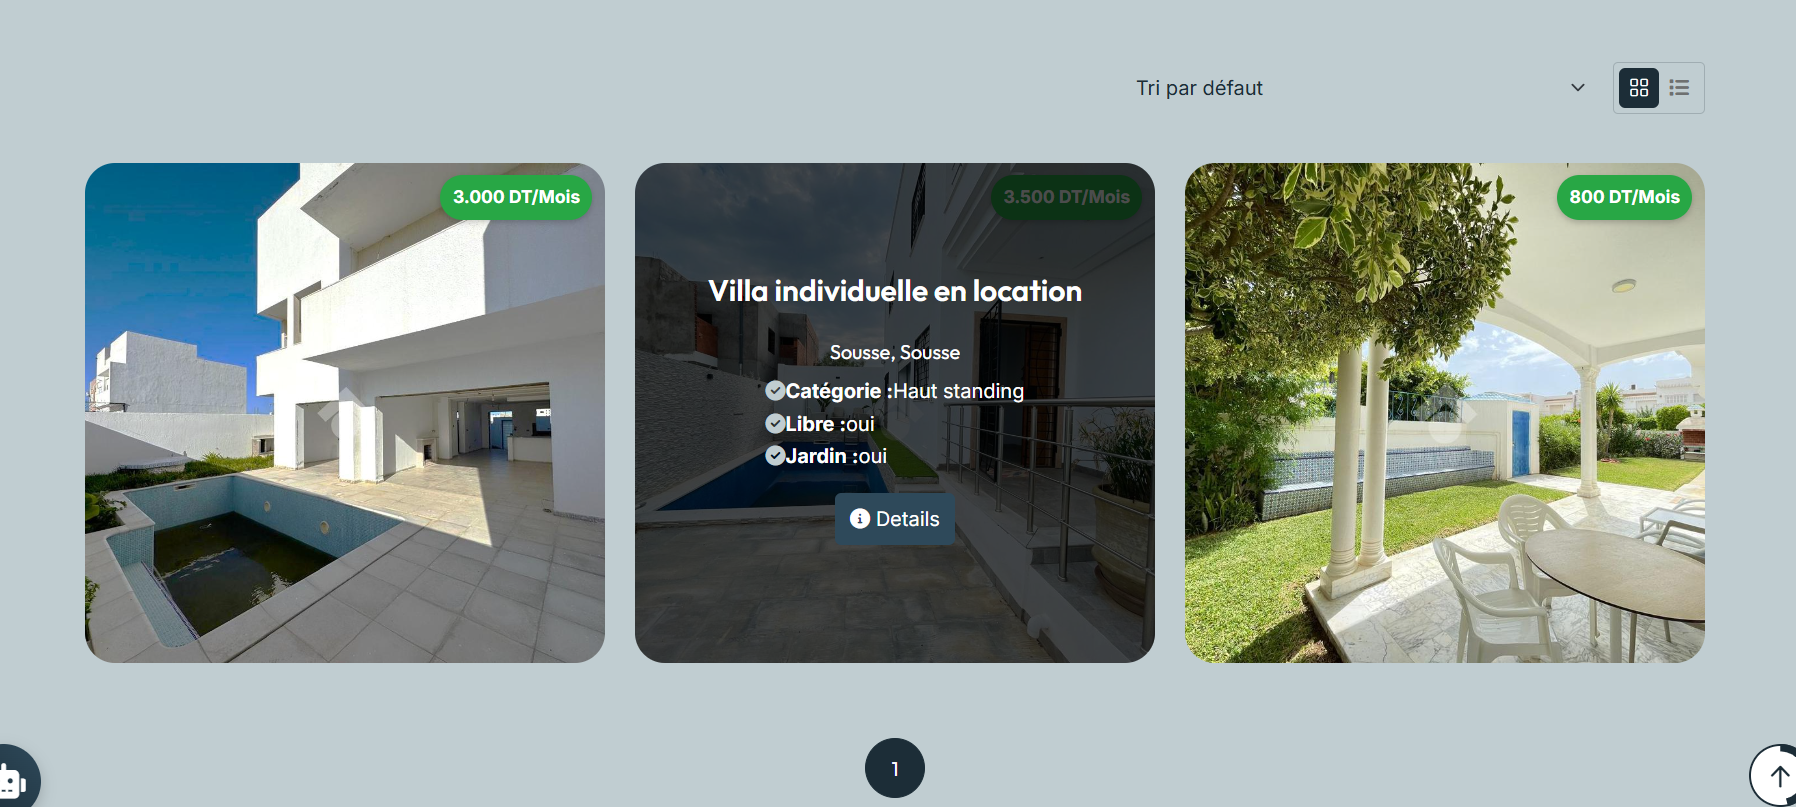 Tri par défaut
3.000 DT/Mois
3.500 DT/Mois
Villa individuelle en location
Sousse, Sousse
Catégorie :Haut standing
Libre :oui
Jardin :oui
Details
800 DT/Mois
1